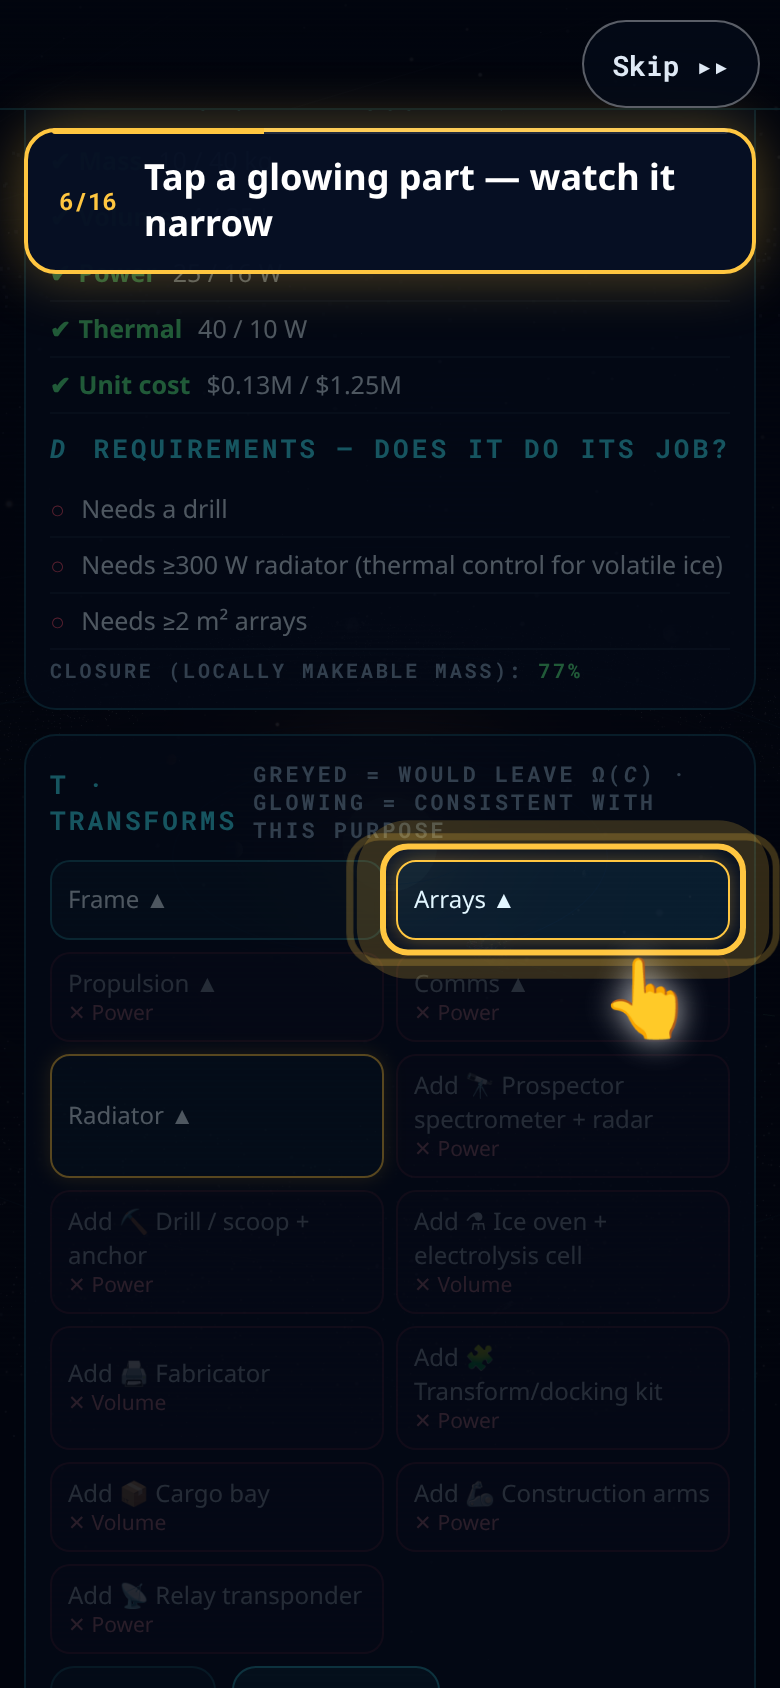 Skip ▸▸
6/16
Tap a glowing part — watch it
narrow
✔ Power 25 / 16 W
✔ Thermal 40 / 10 W
✔ Unit cost $0.13M / $1.25M
D REQUIREMENTS — DOES IT DO ITS JOB?
○ Needs a drill
○ Needs ≥300 W radiator (thermal control for volatile ice)
○ Needs ≥2 m² arrays
CLOSURE (LOCALLY MAKEABLE MASS): 77%
T ·
TRANSFORMS
GREYED = WOULD LEAVE Ω(C) ·
GLOWING = CONSISTENT WITH
THIS PURPOSE
Frame ▲
Arrays ▲
Propulsion ▲
✕ Power
Comms ▲
✕ Power
Radiator ▲
Add 🔭 Prospector
spectrometer + radar
✕ Power
Add ⛏ Drill / scoop +
anchor
✕ Power
Add ⚗ Ice oven +
electrolysis cell
✕ Volume
Add 🖨 Fabricator
✕ Volume
Add 🧩
Transform/docking kit
✕ Power
Add 📦 Cargo bay
✕ Volume
Add 🦾 Construction arms
✕ Power
Add 📡 Relay transponder
✕ Power